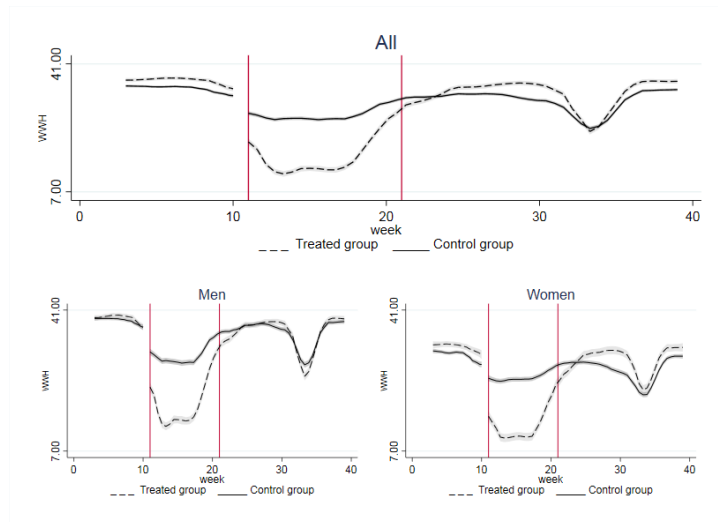 All
41.00
WWH
7.00
0 10 20 30 40
week
Treated group Control group
Men
41.00
WWH
7.00
0 10 20 30 40
week
Treated group Control group
Women
41.00
WWH
7.00
0 10 20 30 40
week
Treated group Control group